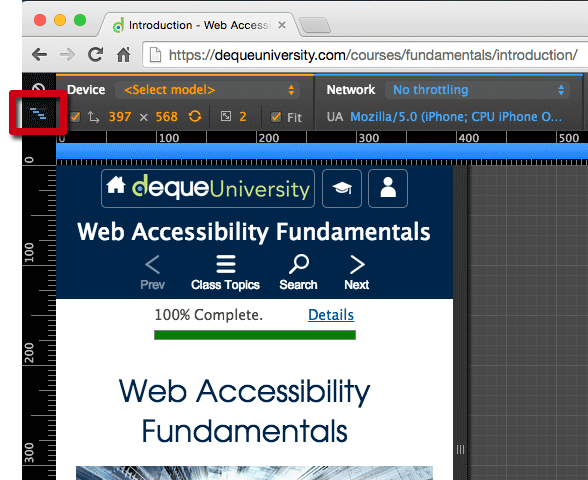 Introduction - Web Accessi
https://dequeuniversity.com/courses/fundamentals/introduction/
Device <Select model> Network No throttling
397 × 568 2 Fit UA Mozilla/5.0 (iPhone; CPU iPhone O...
0 100 200 300 400 500
0
100
200
300
dequeUniversity
Web Accessibility Fundamentals
Prev Class Topics Search Next
100% Complete. Details
Web Accessibility
Fundamentals